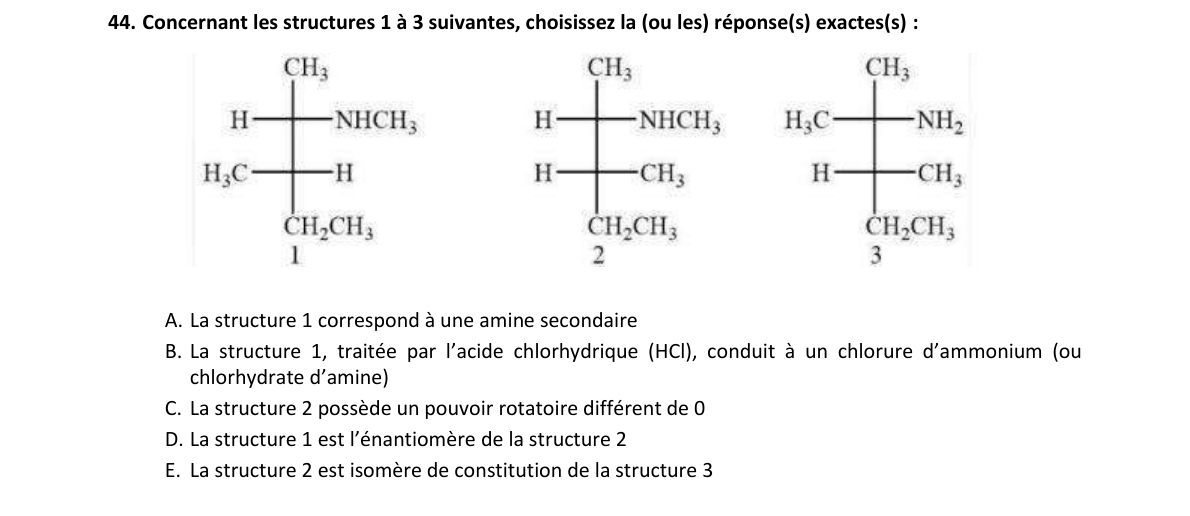 44. Concernant les structures 1 à 3 suivantes, choisissez la (ou les) réponse(s) exactes(s) :
CH₃ CH₃ CH₃
H NHCH₃ H NHCH₃ H₃C NH₂
H₃C H H CH₃ H CH₃
CH₂CH₃ CH₂CH₃ CH₂CH₃
1 2 3
A. La structure 1 correspond à une amine secondaire
B. La structure 1, traitée par l’acide chlorhydrique (HCl), conduit à un chlorure d’ammonium (ou
chlorhydrate d’amine)
C. La structure 2 possède un pouvoir rotatoire différent de 0
D. La structure 1 est l’énantiomère de la structure 2
E. La structure 2 est isomère de constitution de la structure 3